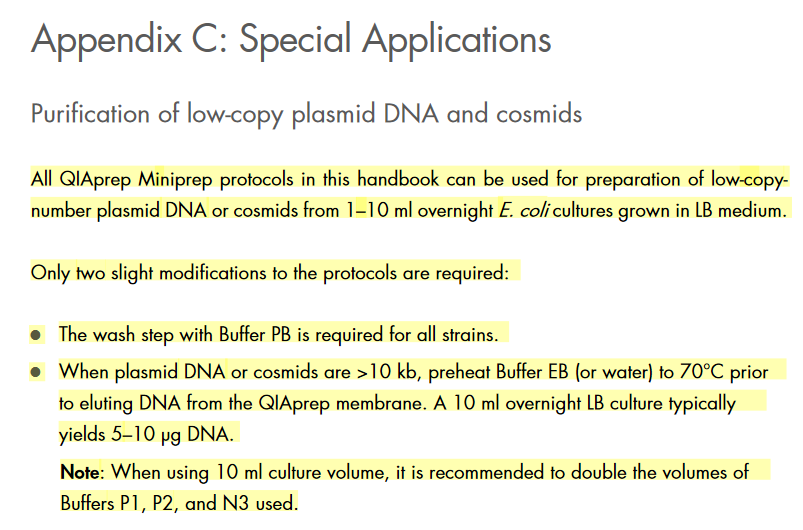 Appendix C: Special Applications
Purification of low-copy plasmid DNA and cosmids
All QIAprep Miniprep protocols in this handbook can be used for preparation of low-copy-
number plasmid DNA or cosmids from 1–10 ml overnight E. coli cultures grown in LB medium.
Only two slight modifications to the protocols are required:
● The wash step with Buffer PB is required for all strains.
● When plasmid DNA or cosmids are >10 kb, preheat Buffer EB (or water) to 70°C prior
to eluting DNA from the QIAprep membrane. A 10 ml overnight LB culture typically
yields 5–10 µg DNA.
Note: When using 10 ml culture volume, it is recommended to double the volumes of
Buffers P1, P2, and N3 used.